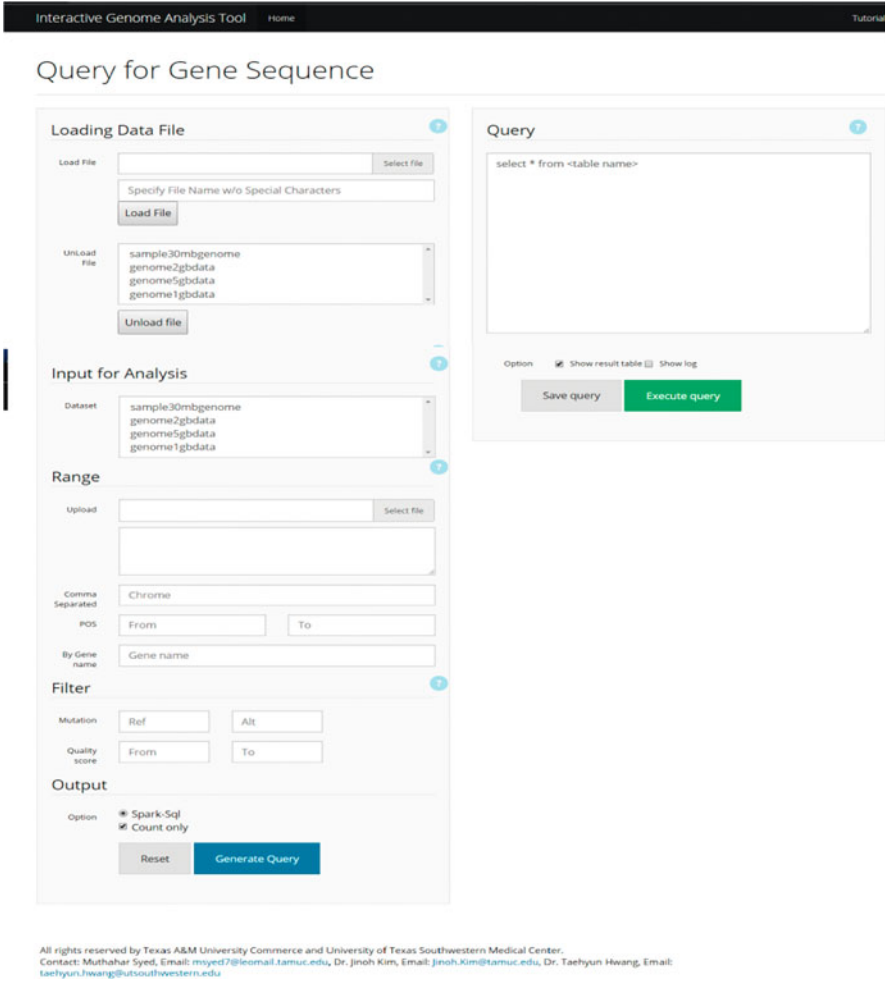 Interactive Genome Analysis Tool Home Tutorial
Query for Gene Sequence
Loading Data File ?
Load File Select file
Specify File Name w/o Special Characters
Load File
UnLoad File
sample30mbgenome
genome2gbdata
genome5gbdata
genome1gbdata
Unload file
Input for Analysis ?
Dataset
sample30mbgenome
genome2gbdata
genome5gbdata
genome1gbdata
Range ?
Upload Select file
Comma Separated Chrome
POS From To
By Gene name Gene name
Filter ?
Mutation Ref Alt
Quality score From To
Output
Option Spark-Sql
Count only
Reset Generate Query
Query ?
select * from <table name>
Option Show result table Show log
Save query Execute query
All rights reserved by Texas A&M University Commerce and University of Texas Southwestern Medical Center.
Contact: Muthahar Syed, Email: msyed7@leomail.tamuc.edu, Dr. Jinoh Kim, Email: Jinoh.Kim@tamuc.edu, Dr. Taehyun Hwang, Email:
taehyun.hwang@utsouthwestern.edu